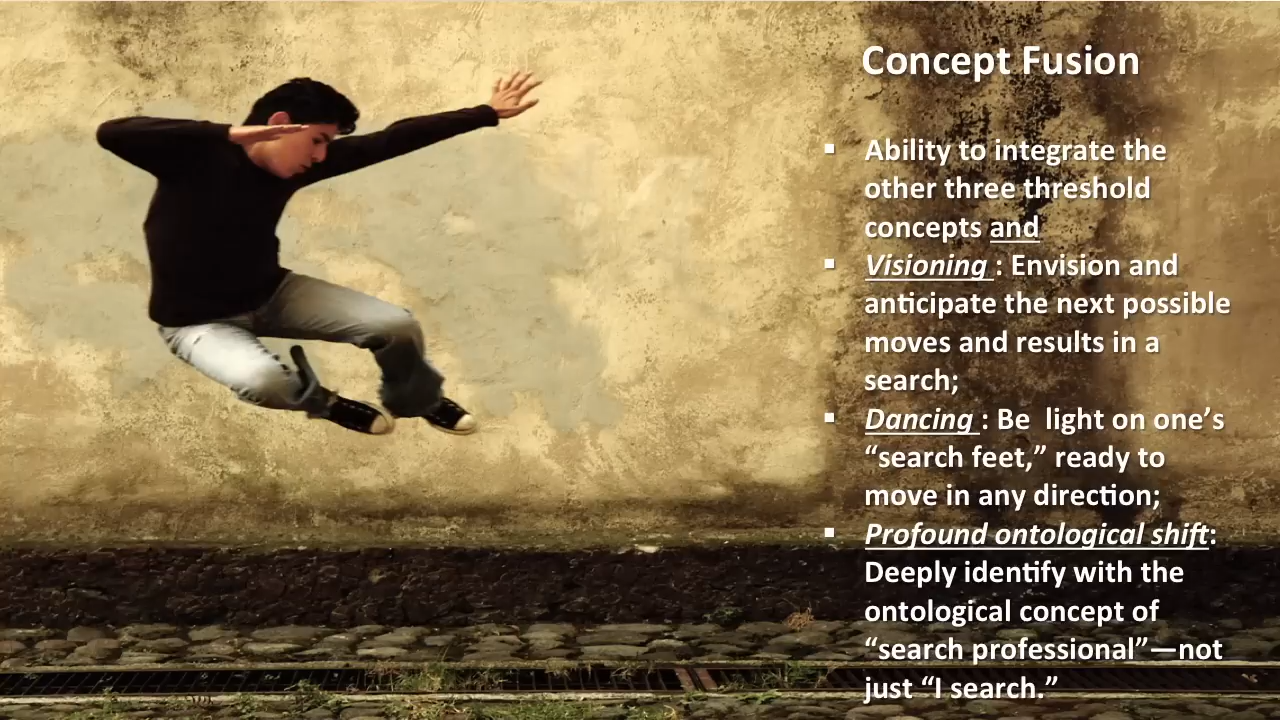 Concept Fusion
▪ Ability to integrate the
other three threshold
concepts and
▪ Visioning : Envision and
anticipate the next possible
moves and results in a
search;
▪ Dancing : Be  light on one’s
“search feet,” ready to
move in any direction;
▪ Profound ontological shift:
Deeply identify with the
ontological concept of
“search professional”—not
just “I search.”